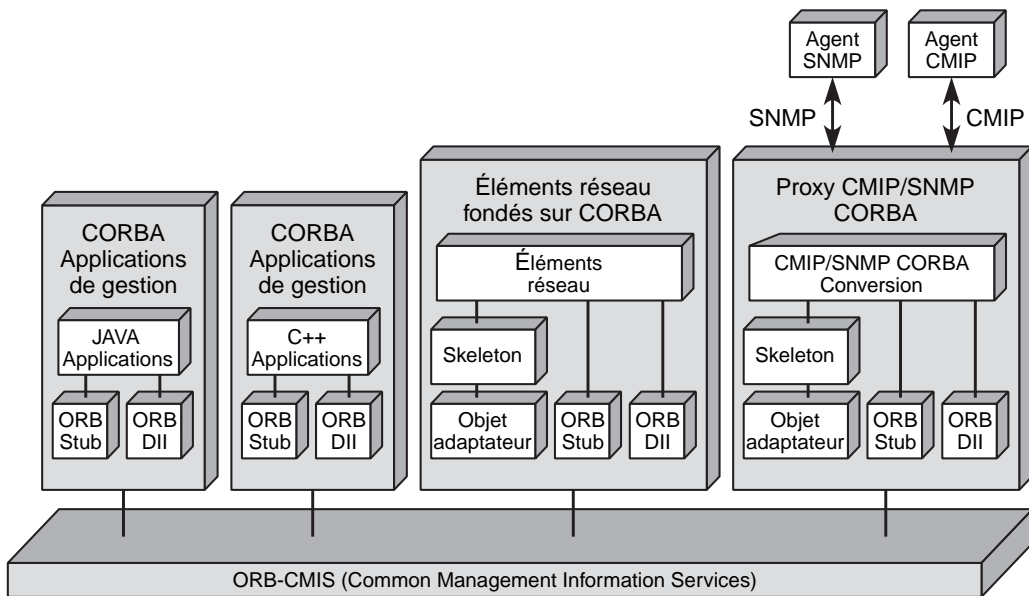 Agent
SNMP
Agent
CMIP
SNMP
CMIP
CORBA
Applications
de gestion
JAVA
Applications
ORB
Stub
ORB
DII
CORBA
Applications
de gestion
C++
Applications
ORB
Stub
ORB
DII
Éléments réseau
fondés sur CORBA
Éléments
réseau
Skeleton
Objet
adaptateur
ORB
Stub
ORB
DII
Proxy CMIP/SNMP
CORBA
CMIP/SNMP CORBA
Conversion
Skeleton
Objet
adaptateur
ORB
Stub
ORB
DII
ORB-CMIS (Common Management Information Services)